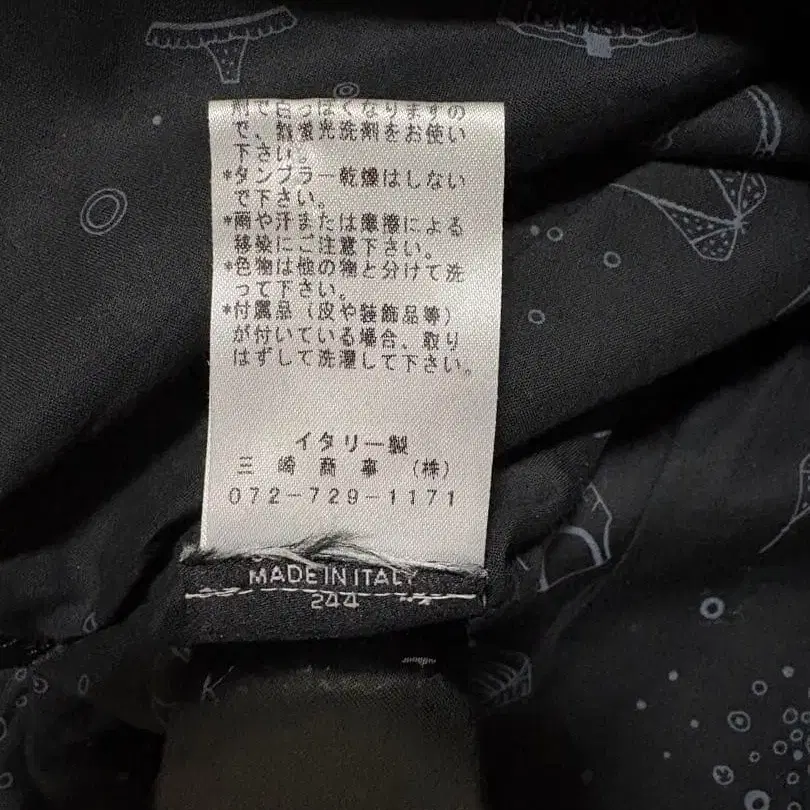 剤で白っぽくなりますの
で、無蛍光洗剤をお使い
下さい。
*タンブラー乾燥はしない
で下さい。
*雨や汗または摩擦による
移染にご注意下さい。
*色物は他の物と分けて洗
って下さい。
*付属品(皮や装飾品等)
が付いている場合、取り
はずして洗濯して下さい。
イタリー製
三崎商事(株)
072-729-1171
MADE IN ITALY
244